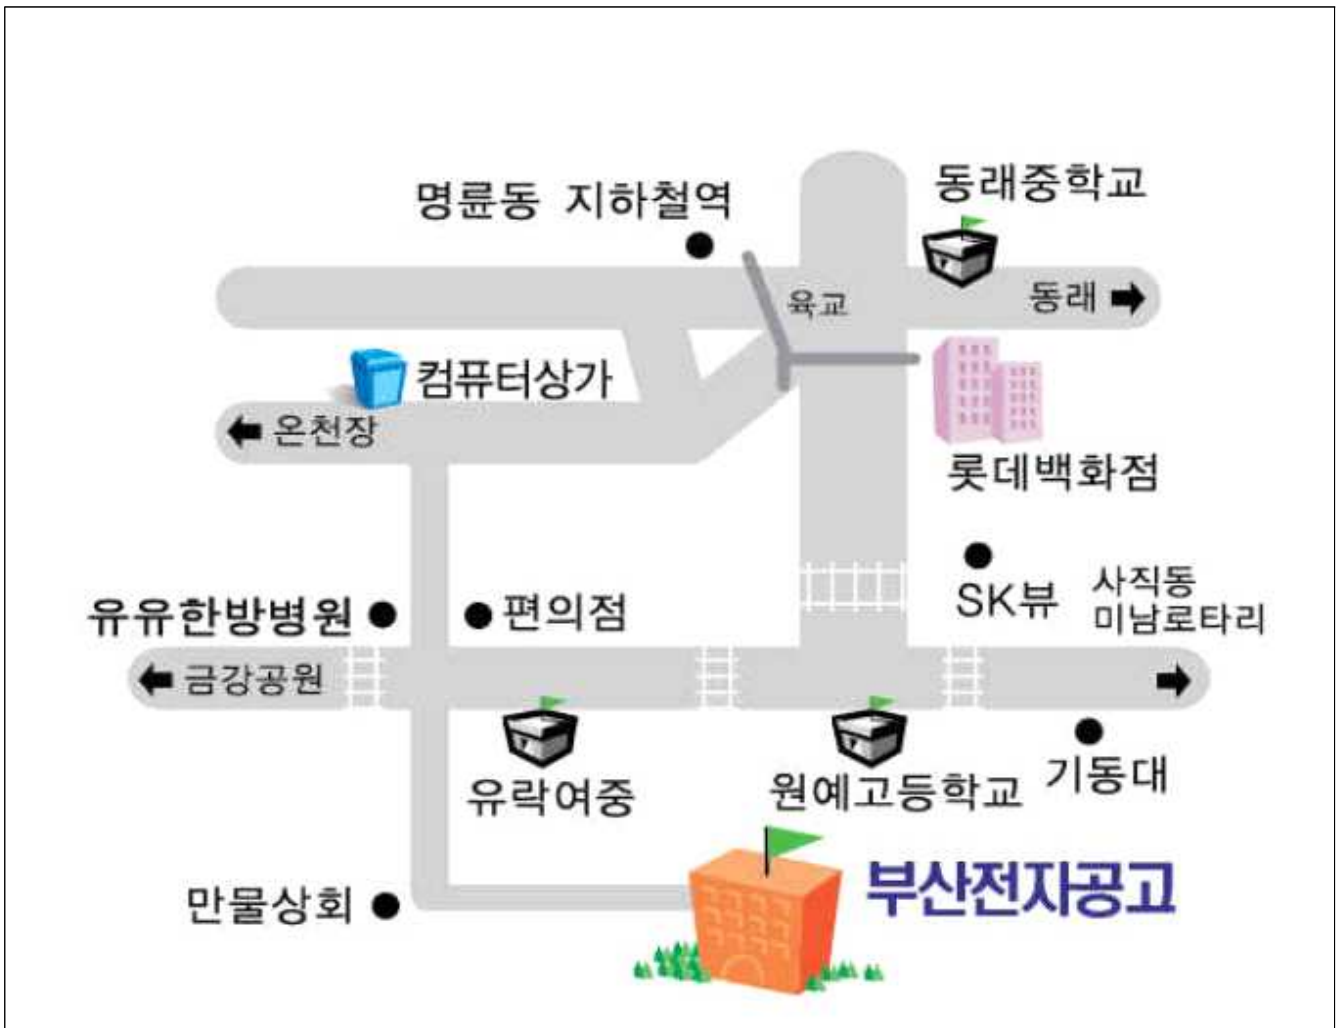 동래중학교
명륜동 지하철역
육교
동래
컴퓨터상가
온천장
롯데백화점
SK뷰
사직동
미남로타리
유유한방병원
편의점
금강공원
유락여중
원예고등학교
기동대
부산전자공고
만물상회